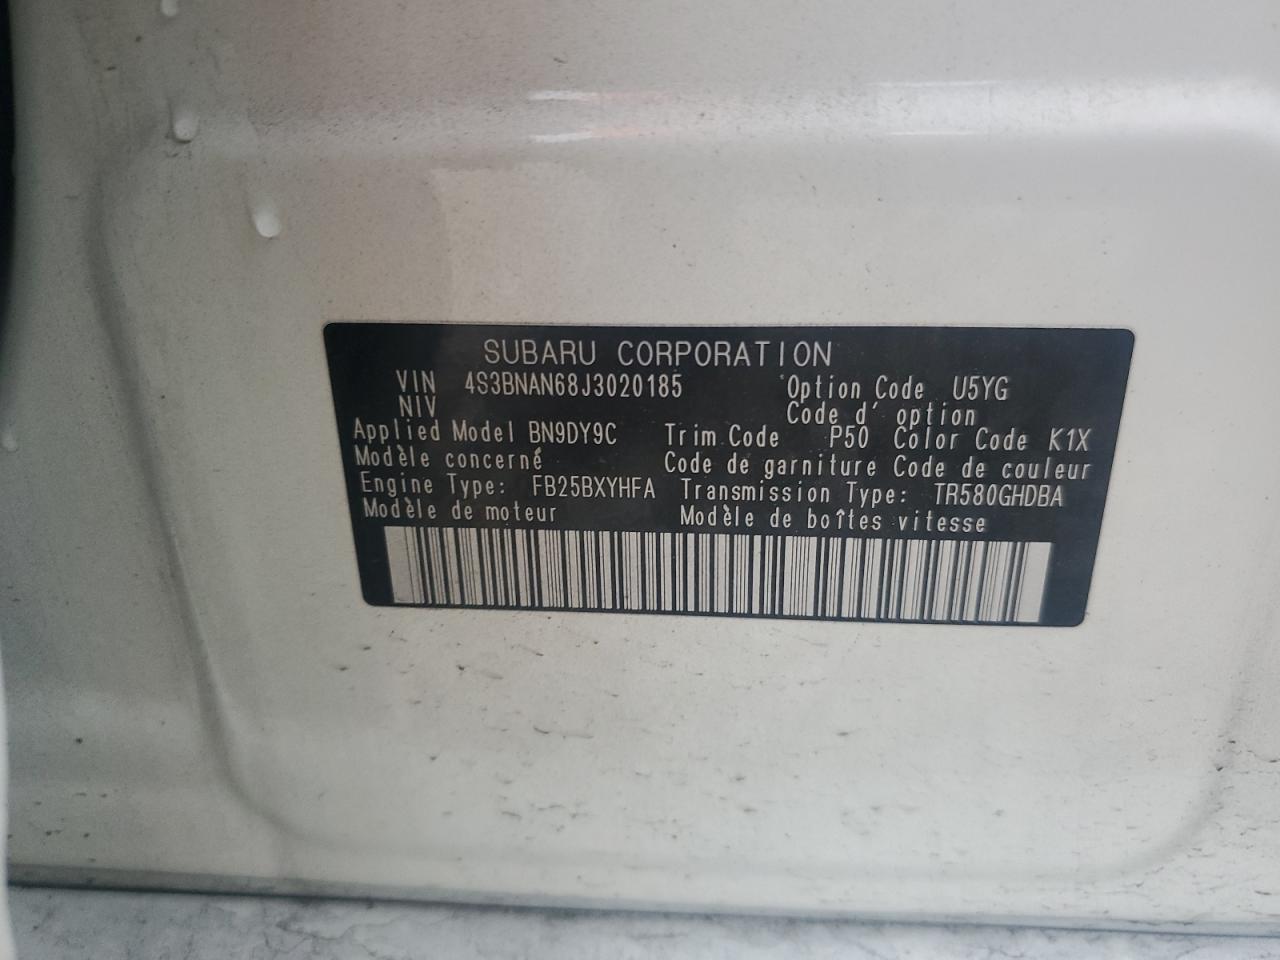 SUBARU CORPORATION
VIN 4S3BNAN68J3020185 Option Code U5YG
NIV Code d' option
Applied Model BN9DY9C Trim Code P50 Color Code K1X
Modèle concerné Code de garniture Code de couleur
Engine Type: FB25BXYHFA Transmission Type: TR580GHDBA
Modèle de moteur Modèle de boîtes vitesse